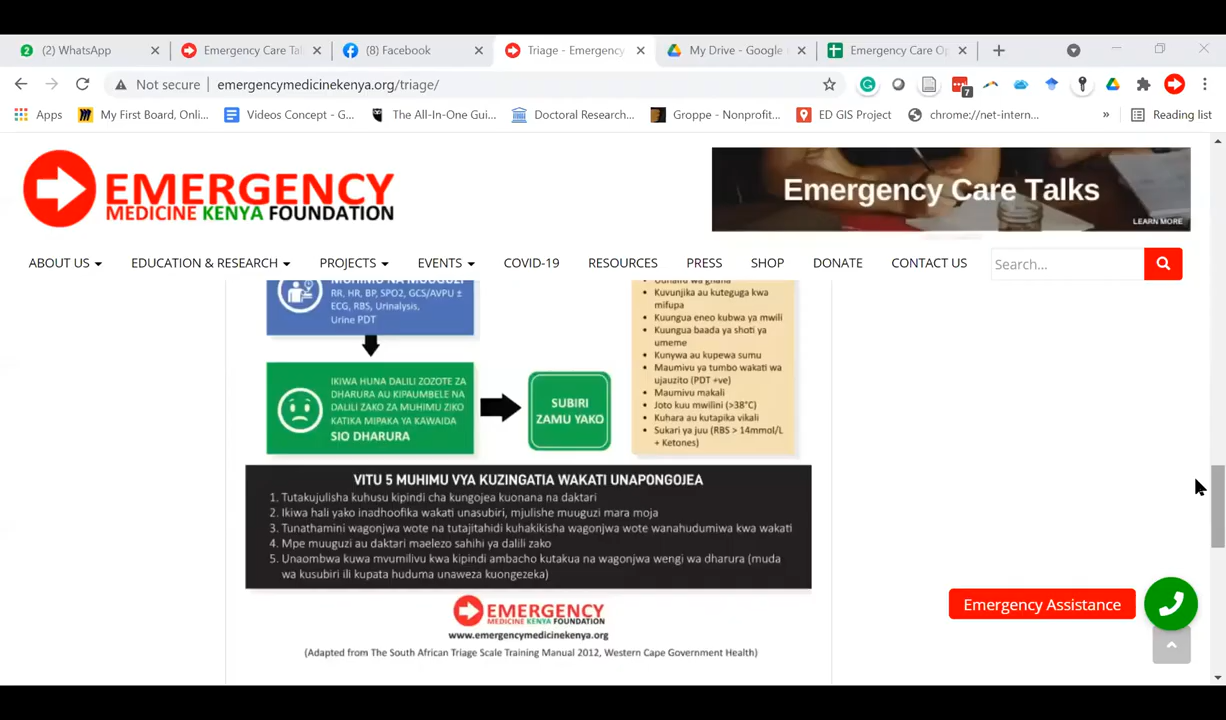 (2) WhatsApp
Emergency Care Tal
(8) Facebook
Triage - Emergency
My Drive - Google
Emergency Care Op
Not secure
emergencymedicinekenya.org/triage/
7
Apps
My First Board, Onli...
Videos Concept - G...
The All-In-One Gui...
Doctoral Research...
Groppe - Nonprofit...
ED GIS Project
chrome://net-intern...
»
Reading list
EMERGENCY
MEDICINE KENYA FOUNDATION
Emergency Care Talks
LEARN MORE
ABOUT US
EDUCATION & RESEARCH
PROJECTS
EVENTS
COVID-19
RESOURCES
PRESS
SHOP
DONATE
CONTACT US
Search...
MUHIMU NA MUUGUZI
RR, HR, BP, SPO2, GCS/AVPU ±
ECG, RBS, Urinalysis,
Urine PDT
IKIWA HUNA DALILI ZOZOTE ZA
DHARURA AU KIPAUMBELE NA
DALILI ZAKO ZA MUHIMU ZIKO
KATIKA MIPAKA YA KAWAIDA
SIO DHARURA
SUBIRI
ZAMU YAKO
• Kuvunjika au kuteguga kwa
mifupa
• Kuungua eneo kubwa ya mwili
• Kuungua baada ya shoti ya
umeme
• Kunywa au kupewa sumu
• Maumivu ya tumbo wakati wa
ujauzito (PDT +ve)
• Maumivu makali
• Joto kuu mwilini (>38°C)
• Kuhara au kutapika vikali
• Sukari ya juu (RBS > 14mmol/L
+ Ketones)
VITU 5 MUHIMU VYA KUZINGATIA WAKATI UNAPONGOJEA
1. Tutakujulisha kuhusu kipindi cha kungojea kuonana na daktari
2. Ikiwa hali yako inadhoofika wakati unasubiri, mjulishe muuguzi mara moja
3. Tunathamini wagonjwa wote na tutajitahidi kuhakikisha wagonjwa wote wanahudumiwa kwa wakati
4. Mpe muuguzi au daktari maelezo sahihi ya dalili zako
5. Unaombwa kuwa mvumilivu kwa kipindi ambacho kutakua na wagonjwa wengi wa dharura (muda
wa kusubiri ili kupata huduma unaweza kuongezeka)
EMERGENCY
MEDICINE KENYA FOUNDATION
www.emergencymedicinekenya.org
(Adapted from The South African Triage Scale Training Manual 2012, Western Cape Government Health)
Emergency Assistance